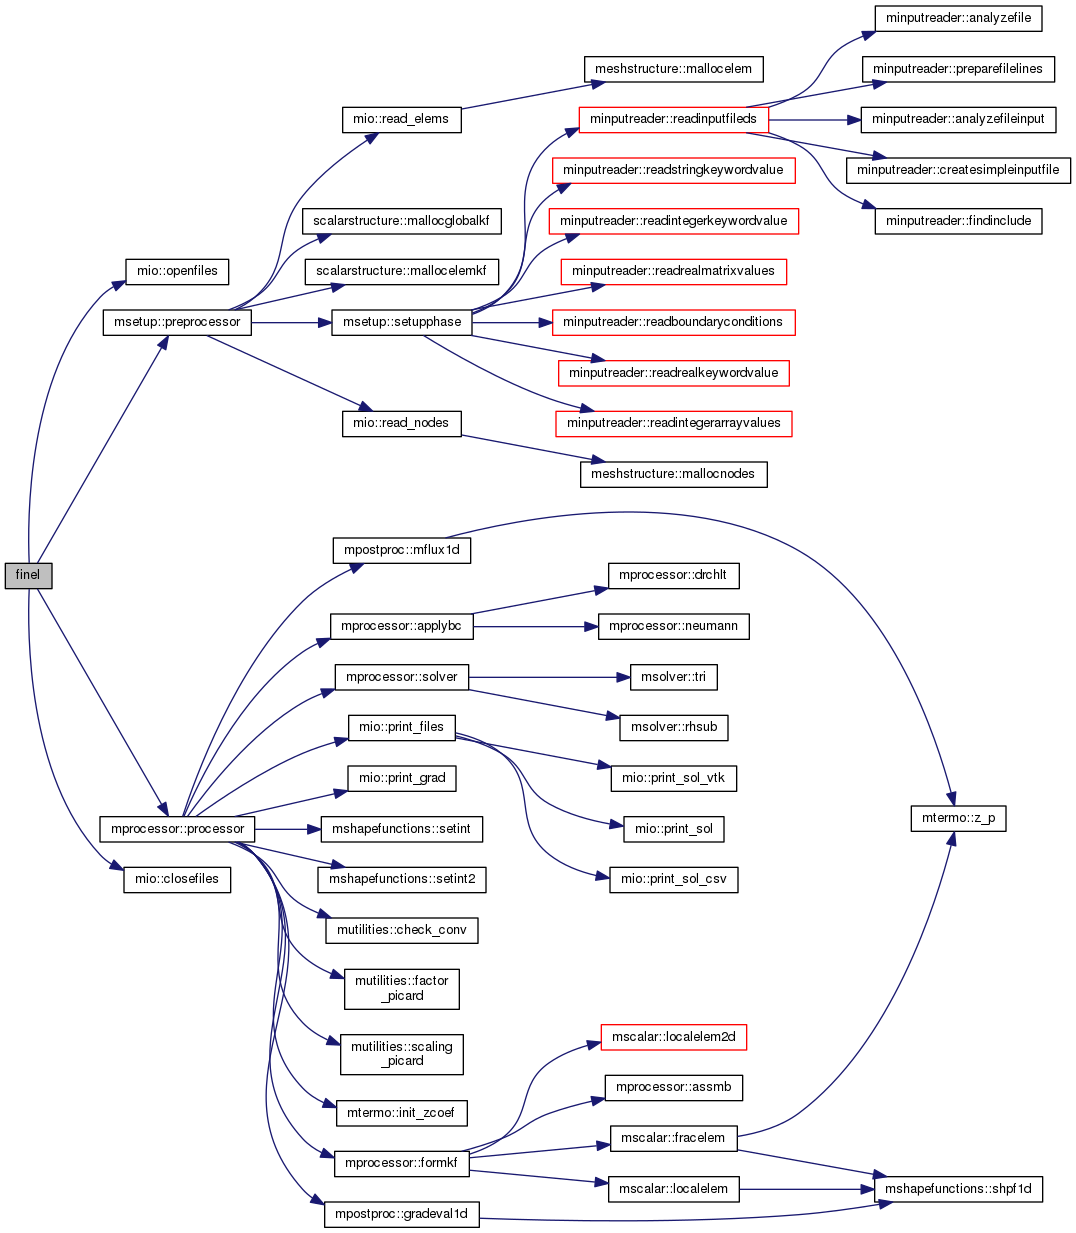 minputreader::analyzefile
meshstructure::mallocelem
minputreader::preparefilelines
mio::read_elems
minputreader::readinputfileds
minputreader::analyzefileinput
minputreader::readstringkeywordvalue
minputreader::createsimpleinputfile
scalarstructure::mallocglobalkf
minputreader::readintegerkeywordvalue
minputreader::findinclude
mio::openfiles
scalarstructure::mallocelemkf
minputreader::readrealmatrixvalues
msetup::preprocessor
msetup::setupphase
minputreader::readboundaryconditions
minputreader::readrealkeywordvalue
mio::read_nodes
minputreader::readintegerarrayvalues
meshstructure::mallocnodes
mpostproc::mflux1d
finel
mprocessor::drchlt
mprocessor::applybc
mprocessor::neumann
mprocessor::solver
msolver::tri
mio::print_files
msolver::rhsub
mio::print_grad
mio::print_sol_vtk
mtermo::z_p
mprocessor::processor
mshapefunctions::setint
mio::print_sol
mio::closefiles
mshapefunctions::setint2
mio::print_sol_csv
mutilities::check_conv
mutilities::factor
_picard
mutilities::scaling
_picard
mscalar::localelem2d
mprocessor::assmb
mtermo::init_zcoef
mscalar::fracelem
mprocessor::formkf
mscalar::localelem
mshapefunctions::shpf1d
mpostproc::gradeval1d